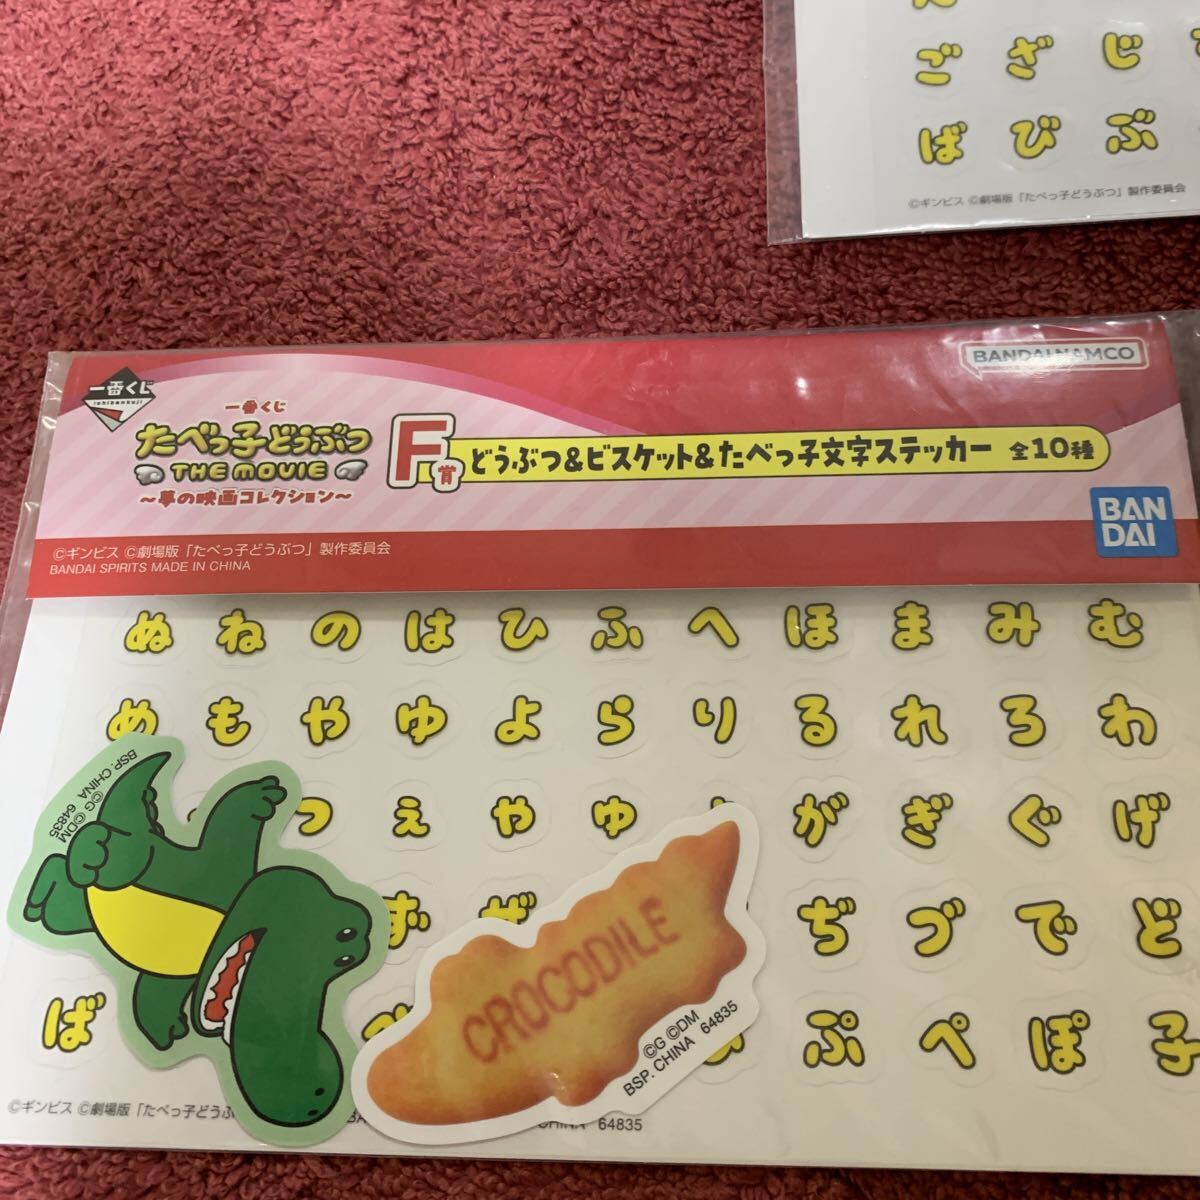 ござじ
ばびぶ
©ギンビス ©劇場版「たべっ子どうぶつ」製作委員会
一番くじ
ichibankuji
BANDAI NAMCO
一番くじ
たべっ子どうぶつ
THE MOVIE
～夢の映画コレクション～
F賞
どうぶつ&ビスケット&たべっ子文字ステッカー 全10種
BANDAI
©ギンビス ©劇場版「たべっ子どうぶつ」製作委員会
BANDAI SPIRITS MADE IN CHINA
ぬねのはひふへほまみむ
めもやゆよらりるれろわ
つぇゃゅがぎぐげ
ずぢづでど
ばぷぺぽ子
©G ©DM
BSP. CHINA 64835
CROCODILE
©G ©DM
BSP. CHINA 64835
©ギンビス ©劇場版「たべっ子どうぶ
CHINA 64835